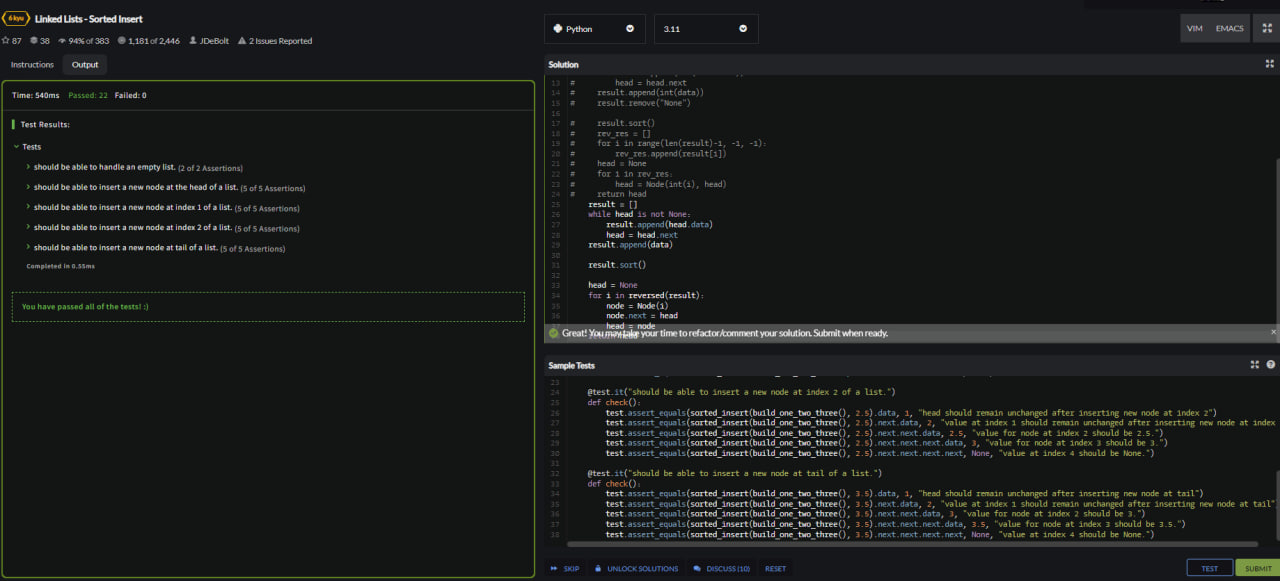 6 kyu Linked Lists - Sorted Insert
87 38 94% of 383 1,181 of 2,446 JDeBolt 2 Issues Reported
Instructions Output
Time: 540ms Passed: 22 Failed: 0
Test Results:
Tests
should be able to handle an empty list. (2 of 2 Assertions)
should be able to insert a new node at the head of a list. (5 of 5 Assertions)
should be able to insert a new node at index 1 of a list. (5 of 5 Assertions)
should be able to insert a new node at index 2 of a list. (5 of 5 Assertions)
should be able to insert a new node at tail of a list. (5 of 5 Assertions)
Completed in 0.55ms
You have passed all of the tests! :)
Python 3.11 VIM EMACS
Solution
13 # head = head.next
14 # result.append(int(data))
15 # result.remove("None")
16
17 # result.sort()
18 # rev_res = []
19 # for i in range(len(result)-1, -1, -1):
20 # rev_res.append(result[i])
21 # head = None
22 # for i in rev_res:
23 # head = Node(int(i), head)
24 # return head
25 result = []
26 while head is not None:
27 result.append(head.data)
28 head = head.next
29 result.append(data)
30
31 result.sort()
32
33 head = None
34 for i in reversed(result):
35 node = Node(i)
36 node.next = head
head = node
Great! You may take your time to refactor/comment your solution. Submit when ready.
Sample Tests
23
24 @test.it("should be able to insert a new node at index 2 of a list.")
25 def check():
26 test.assert_equals(sorted_insert(build_one_two_three(), 2.5).data, 1, "head should remain unchanged after inserting new node at index 2")
27 test.assert_equals(sorted_insert(build_one_two_three(), 2.5).next.data, 2, "value at index 1 should remain unchanged after inserting new node at index
28 test.assert_equals(sorted_insert(build_one_two_three(), 2.5).next.next.data, 2.5, "value for node at index 2 should be 2.5.")
29 test.assert_equals(sorted_insert(build_one_two_three(), 2.5).next.next.next.data, 3, "value for node at index 3 should be 3.")
30 test.assert_equals(sorted_insert(build_one_two_three(), 2.5).next.next.next.next, None, "value at index 4 should be None.")
31
32 @test.it("should be able to insert a new node at tail of a list.")
33 def check():
34 test.assert_equals(sorted_insert(build_one_two_three(), 3.5).data, 1, "head should remain unchanged after inserting new node at tail")
35 test.assert_equals(sorted_insert(build_one_two_three(), 3.5).next.data, 2, "value at index 1 should remain unchanged after inserting new node at tail"
36 test.assert_equals(sorted_insert(build_one_two_three(), 3.5).next.next.data, 3, "value for node at index 2 should be 3.")
37 test.assert_equals(sorted_insert(build_one_two_three(), 3.5).next.next.next.data, 3.5, "value for node at index 3 should be 3.5.")
38 test.assert_equals(sorted_insert(build_one_two_three(), 3.5).next.next.next.next, None, "value at index 4 should be None.")
SKIP UNLOCK SOLUTIONS DISCUSS (10) RESET TEST SUBMIT